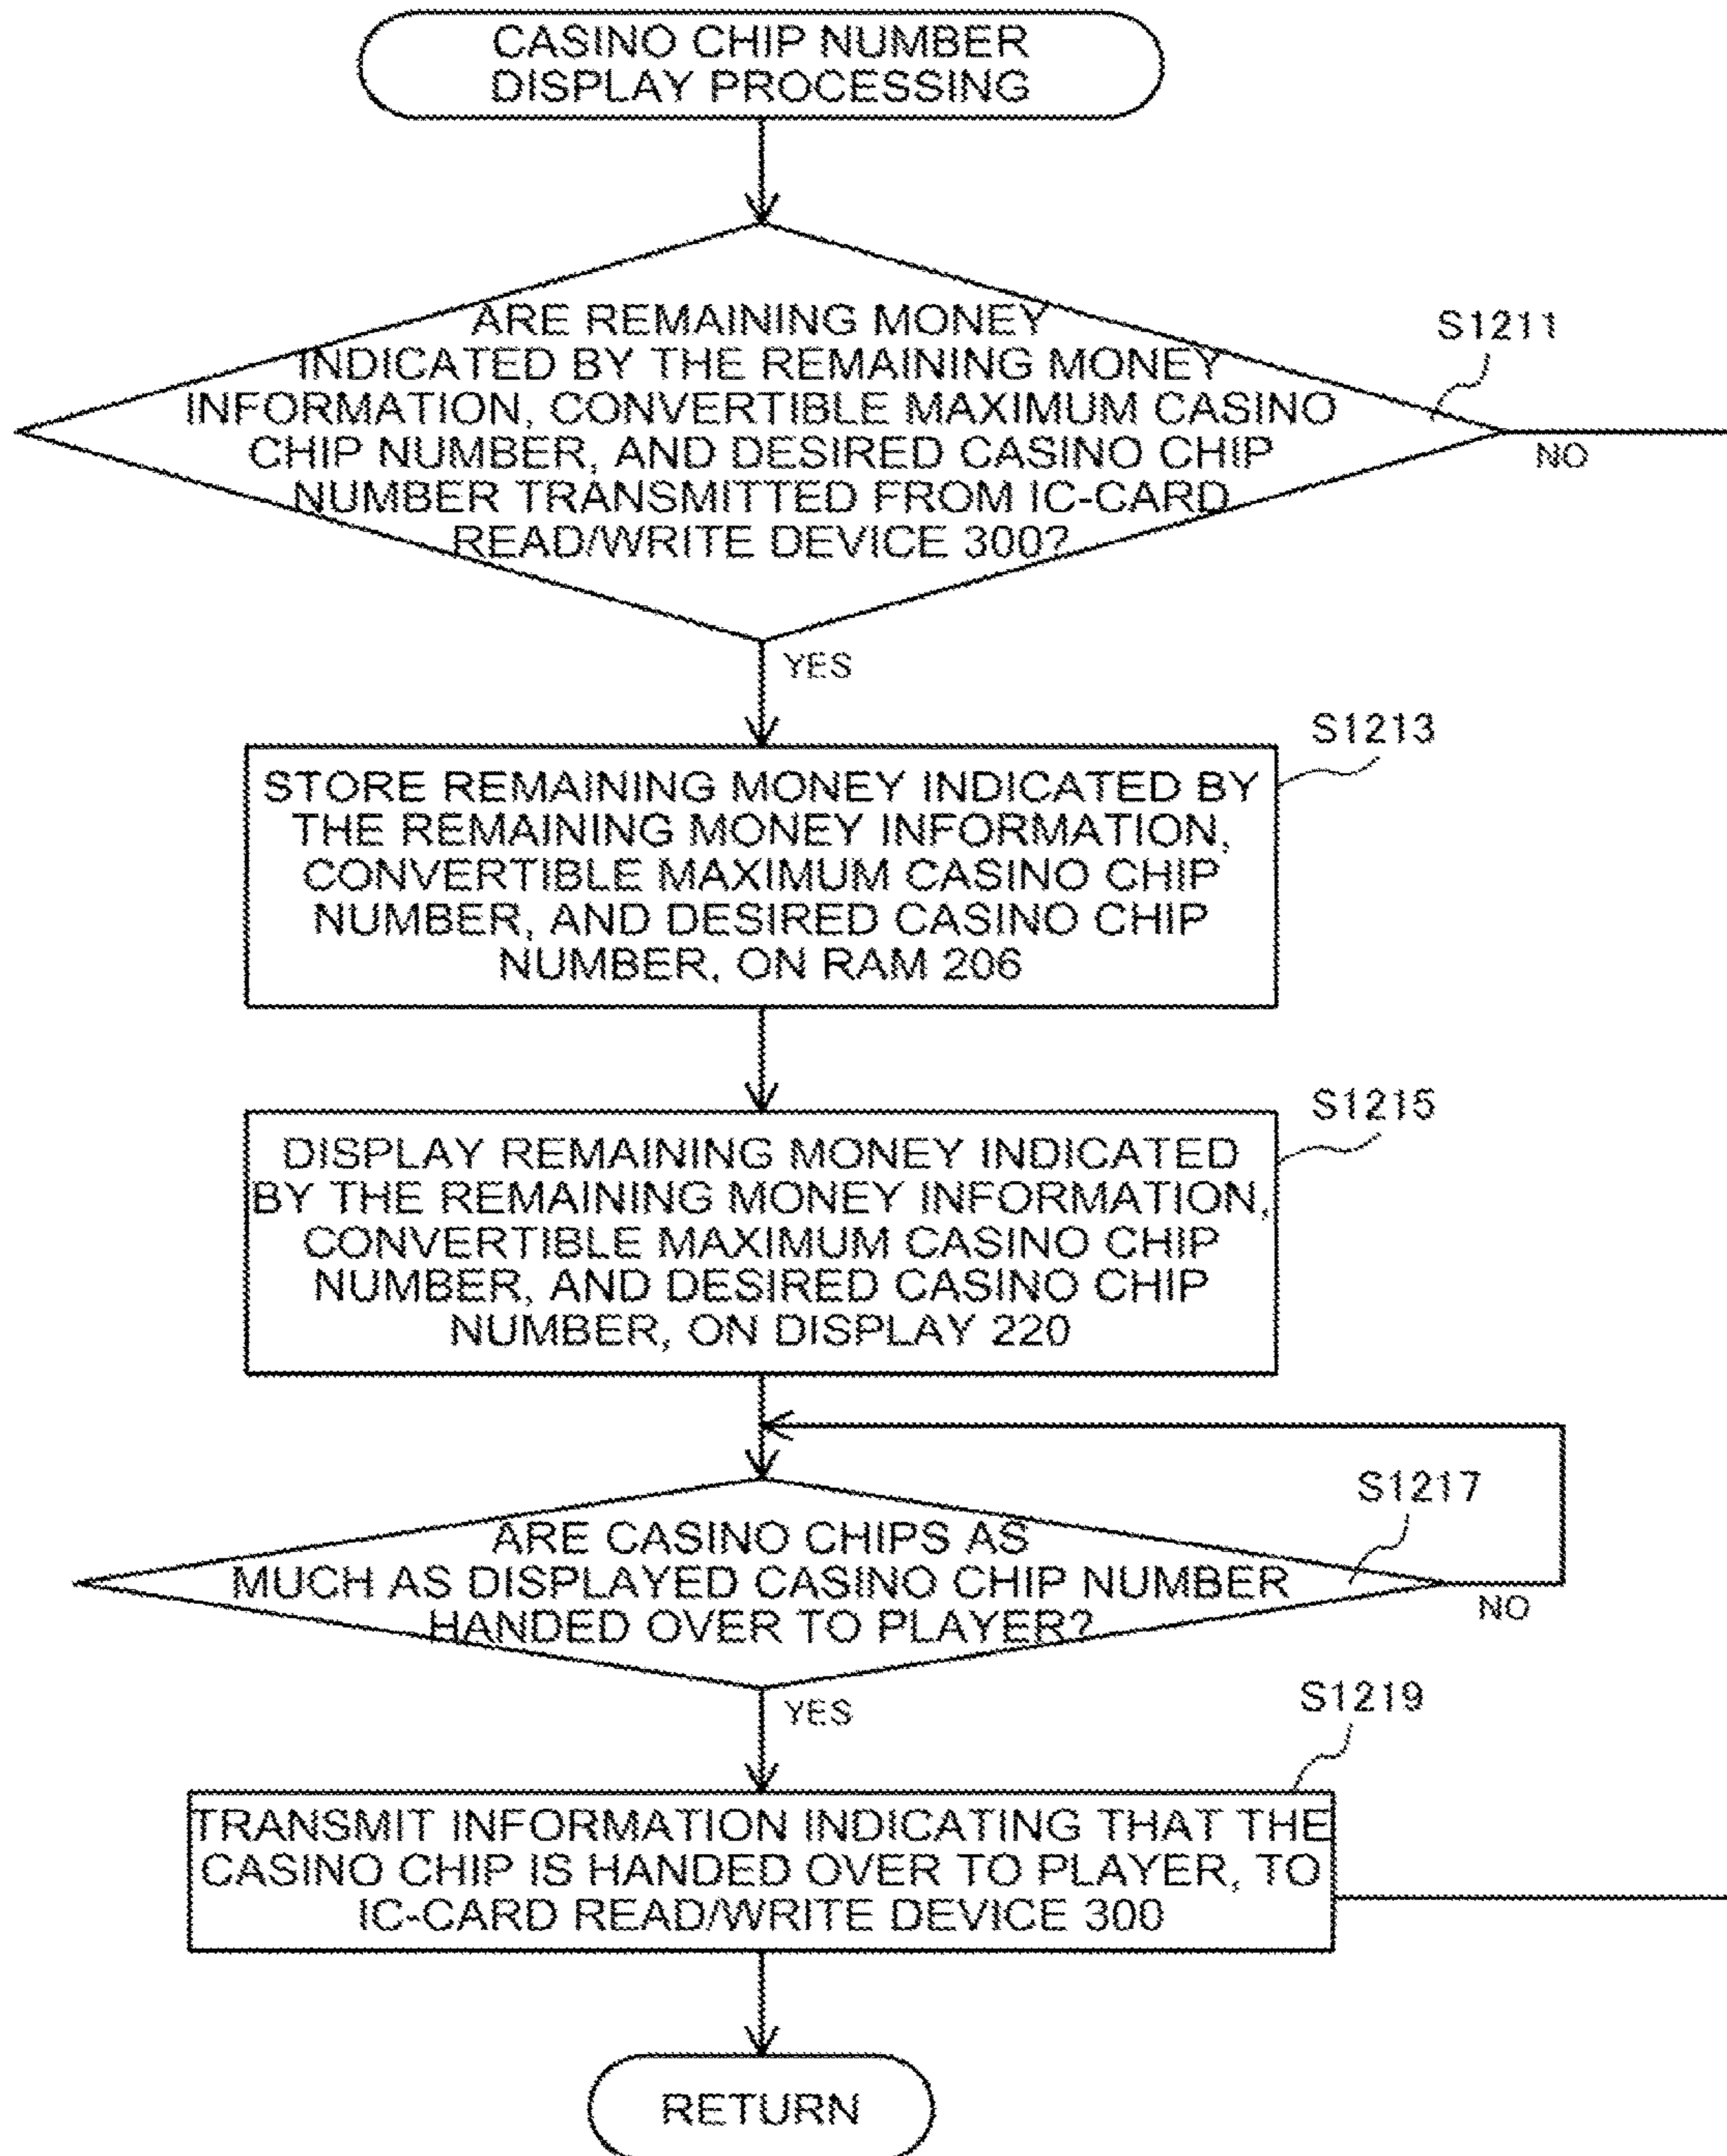 CASINO CHIP NUMBER
DISPLAY PROCESSING
ARE REMAINING MONEY
INDICATED BY THE REMAINING MONEY
INFORMATION, CONVERTIBLE MAXIMUM CASINO
CHIP NUMBER, AND DESIRED CASINO CHIP
NUMBER TRANSMITTED FROM IC-CARD
READ/WRITE DEVICE 300?
S1211
NO
YES
S1213
STORE REMAINING MONEY INDICATED BY
THE REMAINING MONEY INFORMATION,
CONVERTIBLE MAXIMUM CASINO CHIP
NUMBER, AND DESIRED CASINO CHIP
NUMBER, ON RAM 206
S1215
DISPLAY REMAINING MONEY INDICATED
BY THE REMAINING MONEY INFORMATION,
CONVERTIBLE MAXIMUM CASINO CHIP
NUMBER, AND DESIRED CASINO CHIP
NUMBER, ON DISPLAY 220
S1217
ARE CASINO CHIPS AS
MUCH AS DISPLAYED CASINO CHIP NUMBER
HANDED OVER TO PLAYER?
NO
YES
S1219
TRANSMIT INFORMATION INDICATING THAT THE
CASINO CHIP IS HANDED OVER TO PLAYER, TO
IC-CARD READ/WRITE DEVICE 300
RETURN